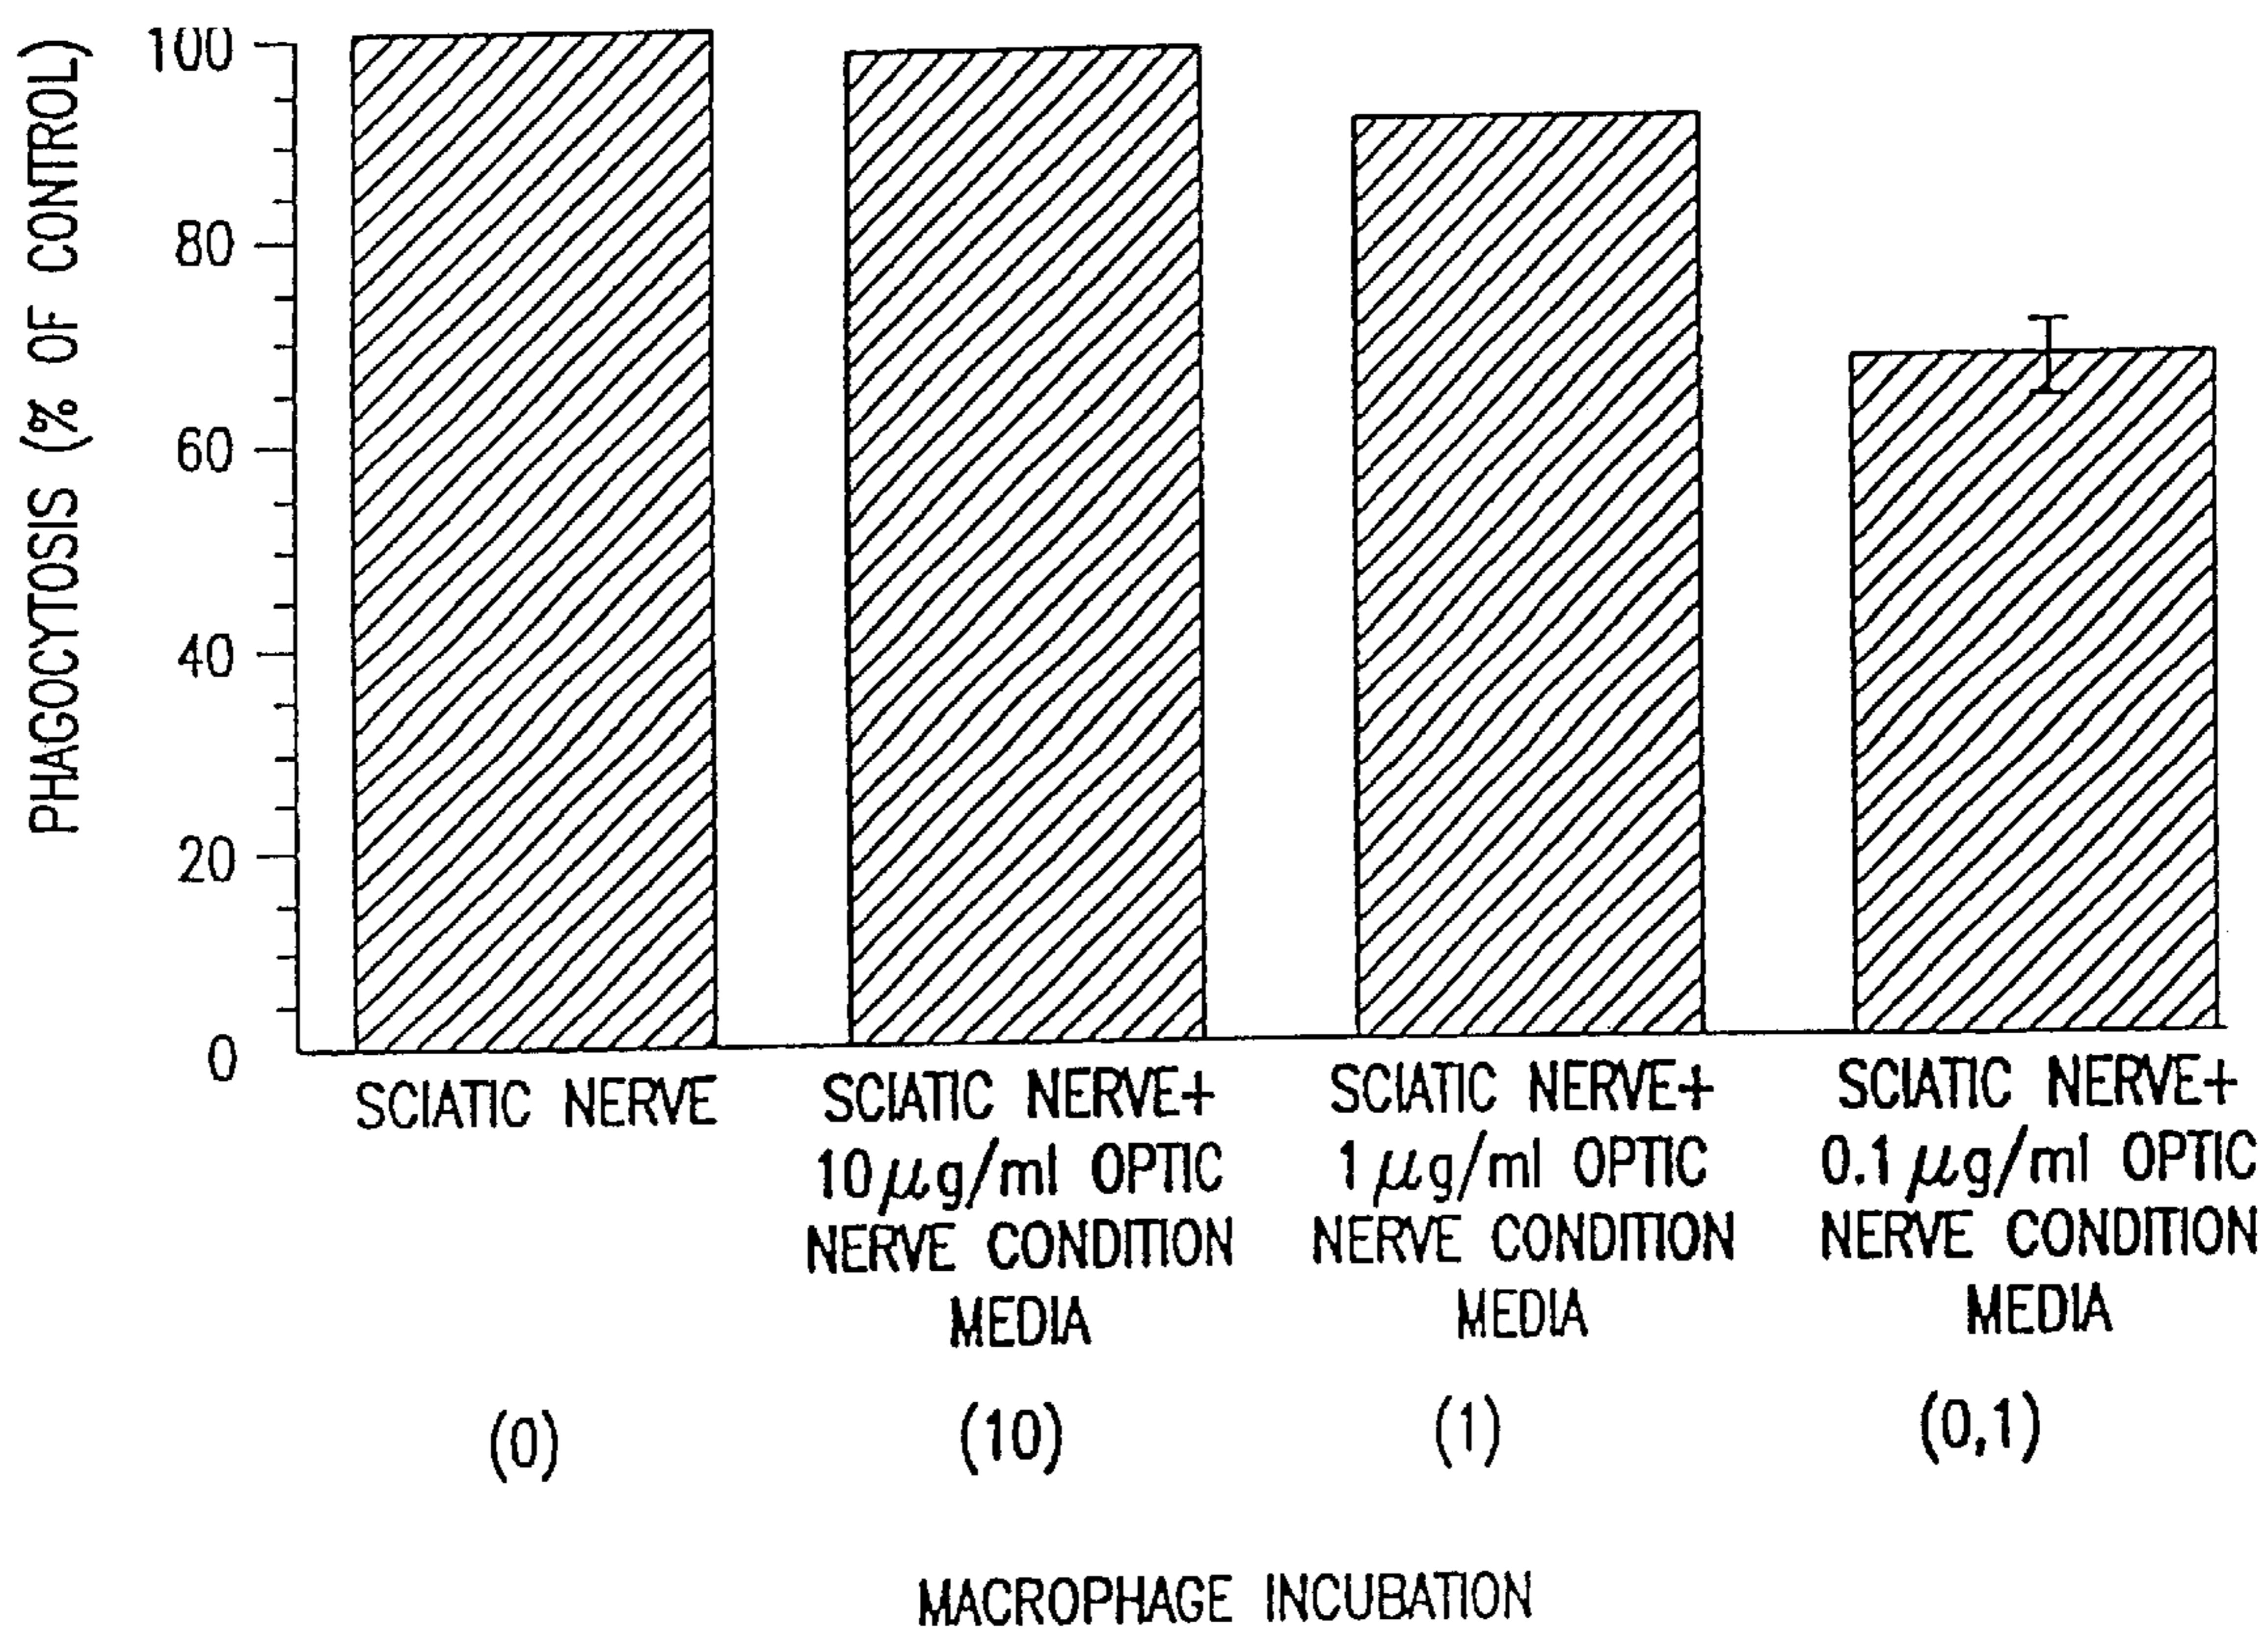 PHAGOCYTOSIS (% OF CONTROL)
100
80
60
40
20
0
SCIATIC NERVE
SCIATIC NERVE+
10 μg/ml OPTIC
NERVE CONDITION
MEDIA
SCIATIC NERVE+
1 μg/ml OPTIC
NERVE CONDITION
MEDIA
SCIATIC NERVE+
0.1 μg/ml OPTIC
NERVE CONDITION
MEDIA
(0)
(10)
(1)
(0,1)
MACROPHAGE INCUBATION